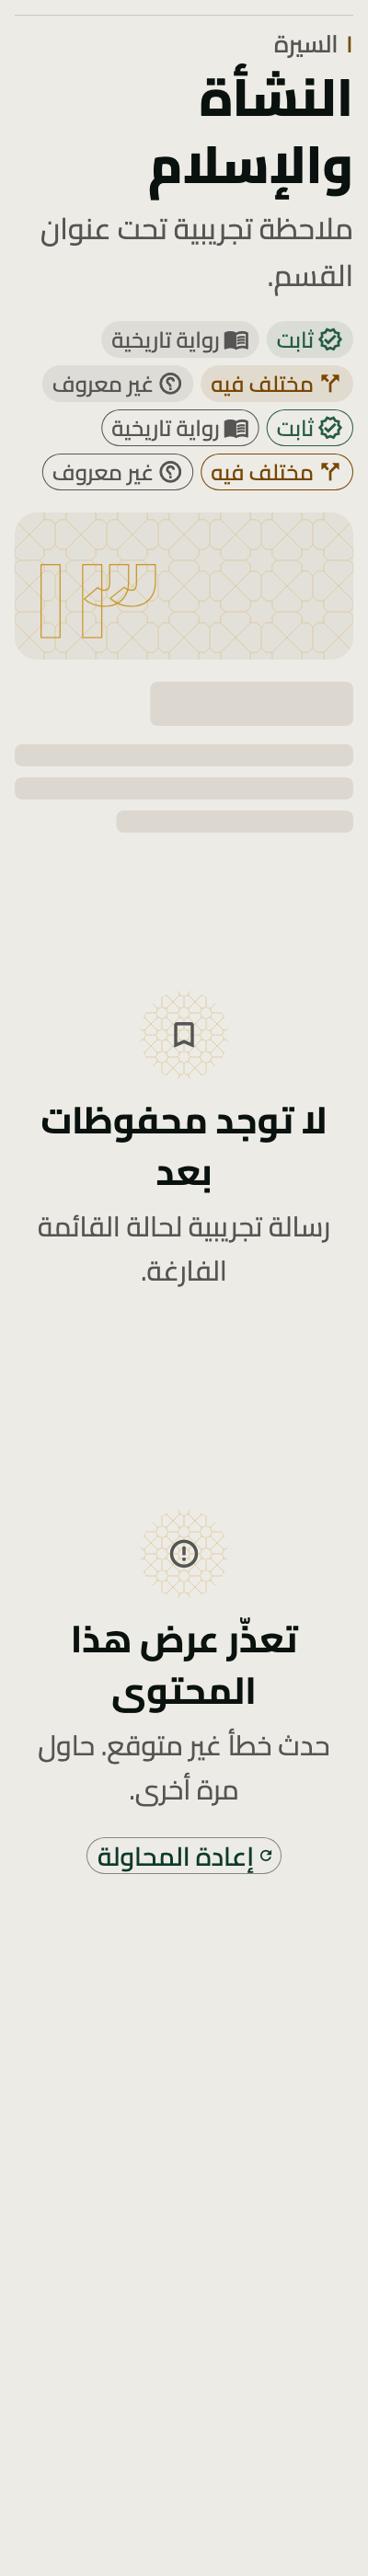 السيرة
النشأة
والإسلام
ملاحظة تجريبية تحت عنوان
القسم.
ثابت رواية تاريخية
مختلف فيه غير معروف
ثابت رواية تاريخية
مختلف فيه غير معروف
لا توجد محفوظات
بعد
رسالة تجريبية لحالة القائمة
الفارغة.
تعذّر عرض هذا
المحتوى
حدث خطأ غير متوقع. حاول
مرة أخرى.
إعادة المحاولة